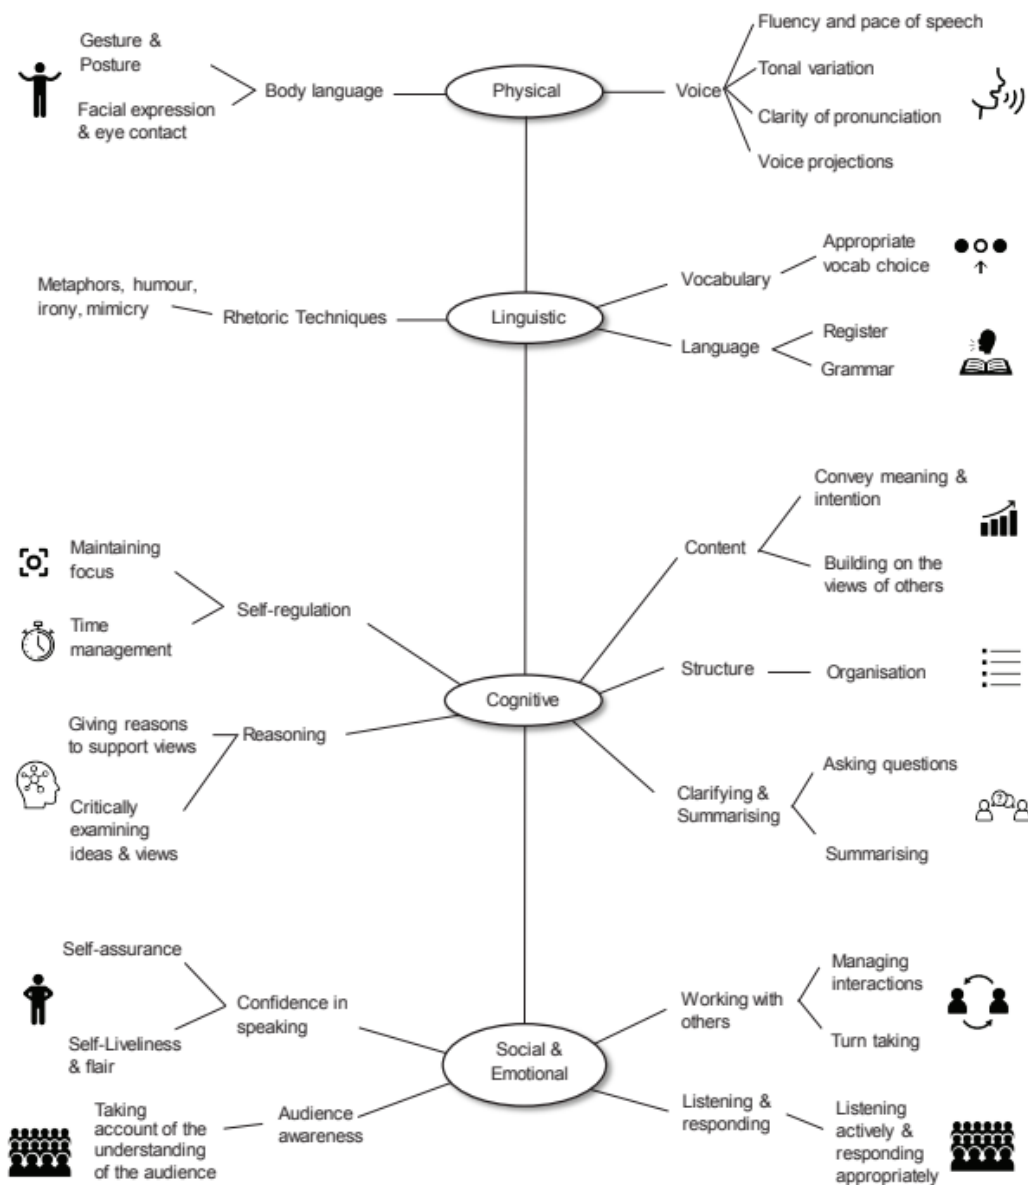 Gesture &
Posture
Facial expression
& eye contact
Body language
Physical
Voice
Fluency and pace of speech
Tonal variation
Clarity of pronunciation
Voice projections
Metaphors, humour,
irony, mimicry
Rhetoric Techniques
Linguistic
Vocabulary
Appropriate
vocab choice
Language
Register
Grammar
Maintaining
focus
Time
management
Self-regulation
Giving reasons
to support views
Critically
examining
ideas & views
Reasoning
Cognitive
Content
Convey meaning &
intention
Building on the
views of others
Structure
Organisation
Clarifying &
Summarising
Asking questions
?
Summarising
Self-assurance
Self-Liveliness
& flair
Confidence in
speaking
Taking
account of the
understanding
of the audience
Audience
awareness
Social &
Emotional
Working with
others
Managing
interactions
Turn taking
Listening &
responding
Listening
actively &
responding
appropriately